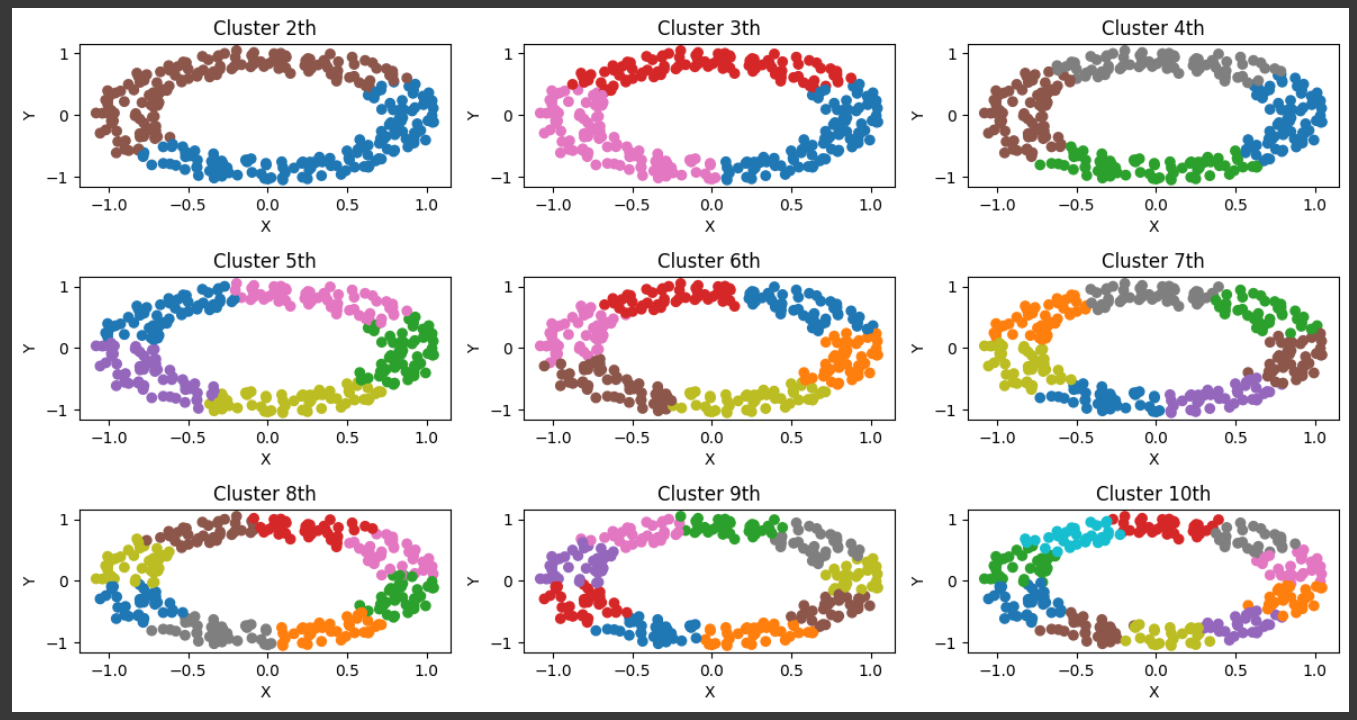 Cluster 2th
Cluster 3th
Cluster 4th
1
0
−1
Y
−1.0 −0.5 0.0 0.5 1.0
X
1
0
−1
Y
−1.0 −0.5 0.0 0.5 1.0
X
1
0
−1
Y
−1.0 −0.5 0.0 0.5 1.0
X
Cluster 5th
Cluster 6th
Cluster 7th
1
0
−1
Y
−1.0 −0.5 0.0 0.5 1.0
X
1
0
−1
Y
−1.0 −0.5 0.0 0.5 1.0
X
1
0
−1
Y
−1.0 −0.5 0.0 0.5 1.0
X
Cluster 8th
Cluster 9th
Cluster 10th
1
0
−1
Y
−1.0 −0.5 0.0 0.5 1.0
X
1
0
−1
Y
−1.0 −0.5 0.0 0.5 1.0
X
1
0
−1
Y
−1.0 −0.5 0.0 0.5 1.0
X